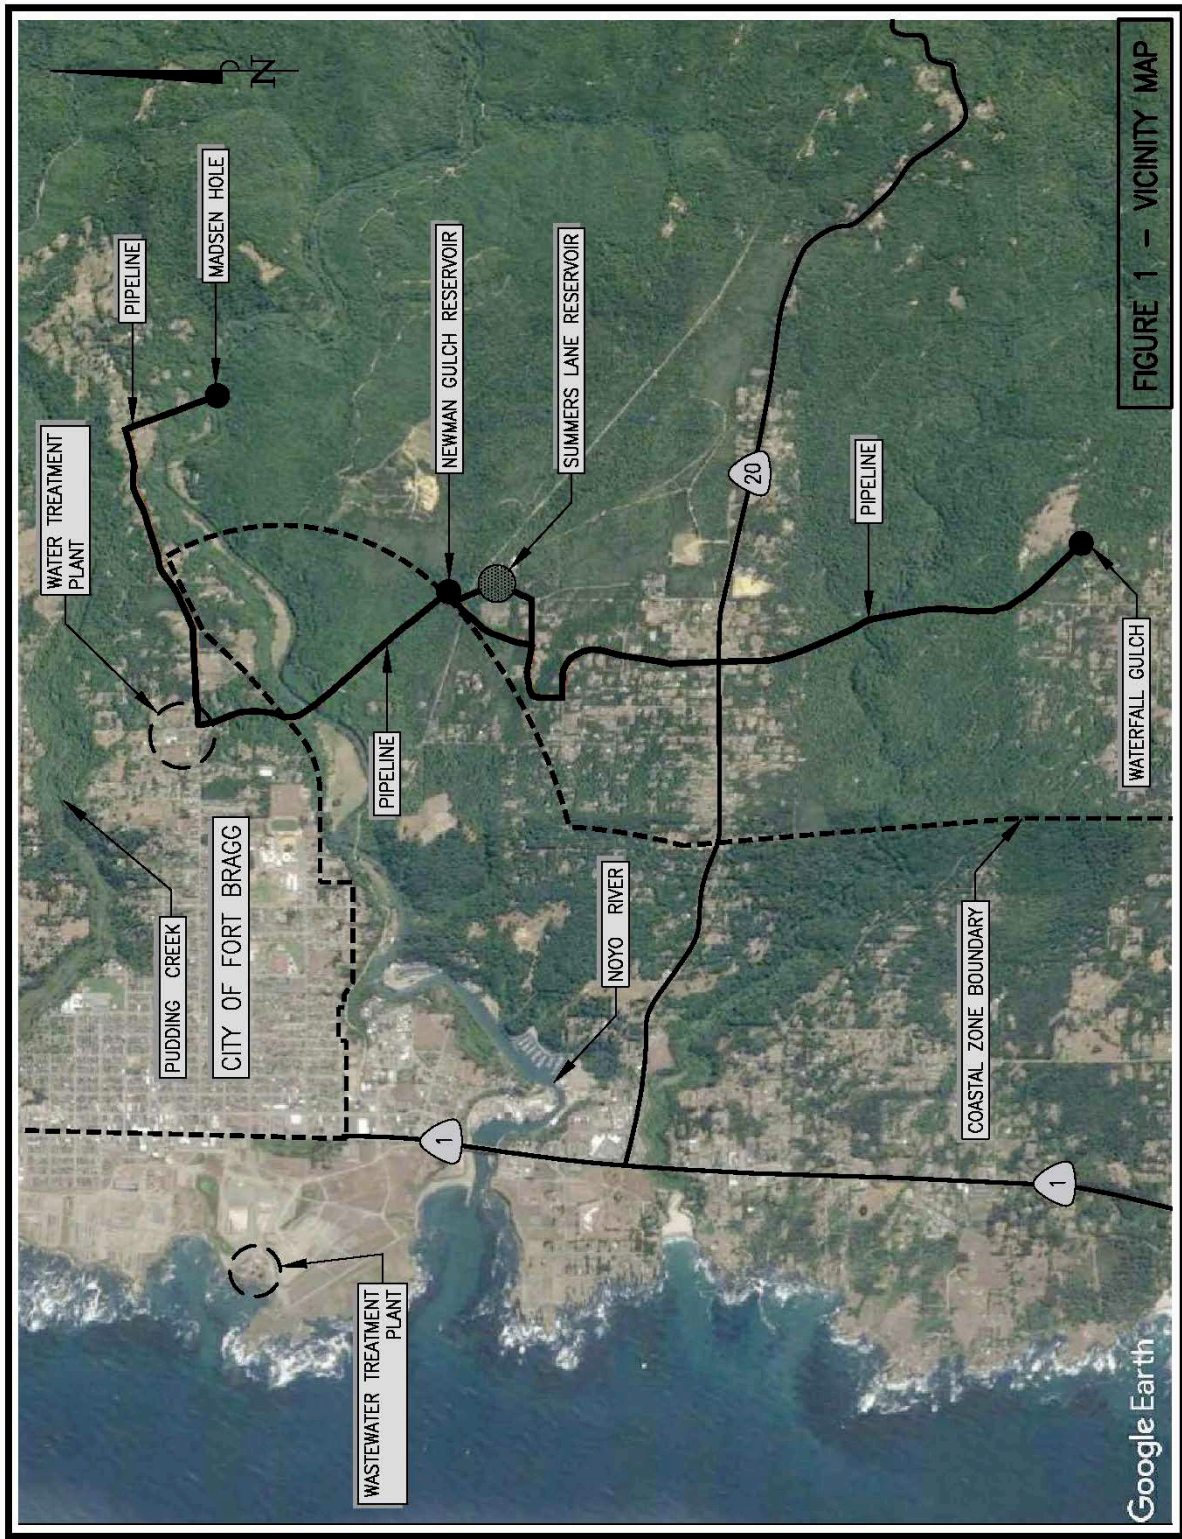 N
PIPELINE
MADSEN HOLE
WATER TREATMENT
PLANT
NEWMAN GULCH RESERVOIR
SUMMERS LANE RESERVOIR
20
PIPELINE
WATERFALL GULCH
PIPELINE
PUDDING CREEK
CITY OF FORT BRAGG
NOYO RIVER
COASTAL ZONE BOUNDARY
1
1
WASTEWATER TREATMENT
PLANT
Google Earth
FIGURE 1 - VICINITY MAP